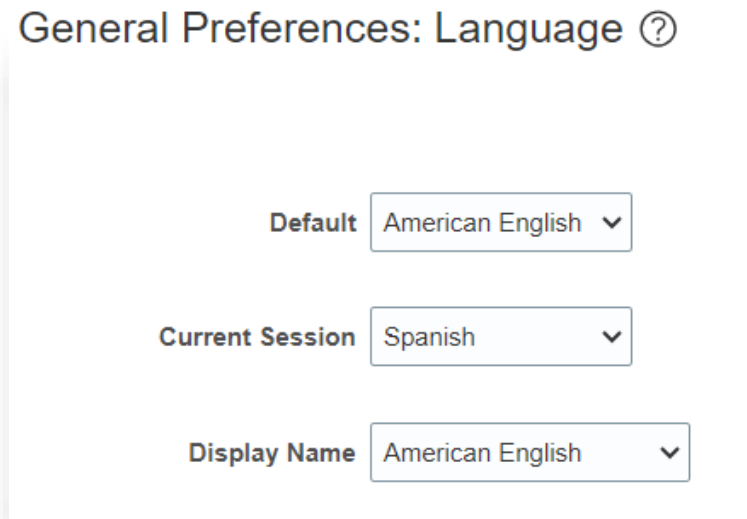 General Preferences: Language ?
Default American English
Current Session Spanish
Display Name American English